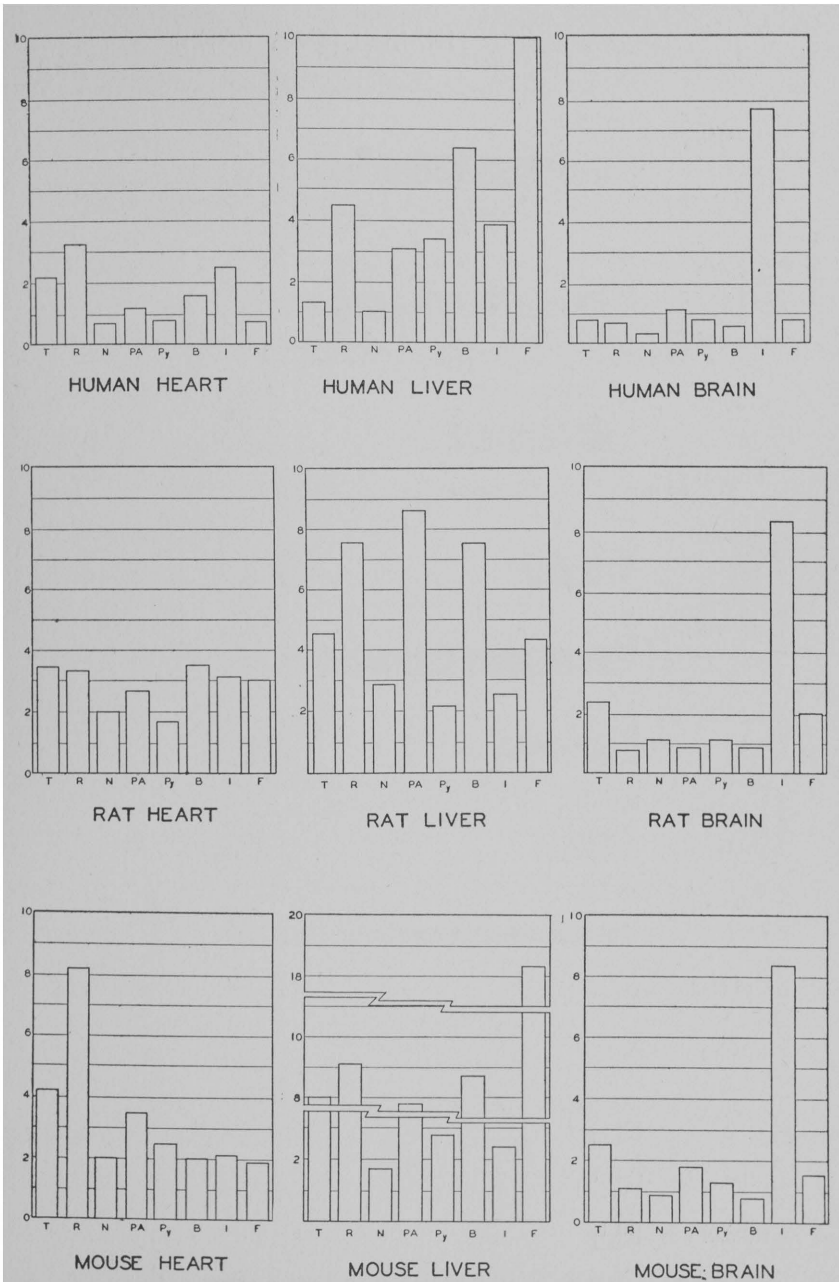 10
8
6
4
2
0
T R N PA Py B I F
HUMAN HEART
10
8
6
4
2
0
T R N PA Py B I F
HUMAN LIVER
10
8
6
4
2
0
T R N PA Py B I F
HUMAN BRAIN
10
8
6
4
2
0
T R N PA Py B I F
RAT HEART
10
8
6
4
2
0
T R N PA Py B I F
RAT LIVER
10
8
6
4
2
0
T R N PA Py B I F
RAT BRAIN
10
8
6
4
2
0
T R N PA Py B I F
MOUSE HEART
20
18
10
8
2
T R N PA Py B I F
MOUSE LIVER
10
8
6
4
2
0
T R N PA Py B I F
MOUSE: BRAIN